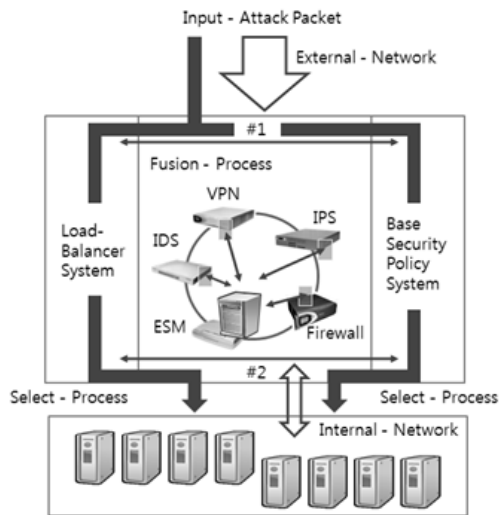 Input - Attack Packet
External - Network
#1
Fusion - Process
VPN
IPS
Load-
Balancer
System
IDS
Base
Security
Policy
System
ESM
Firewall
#2
Select - Process
Select - Process
Internal - Network